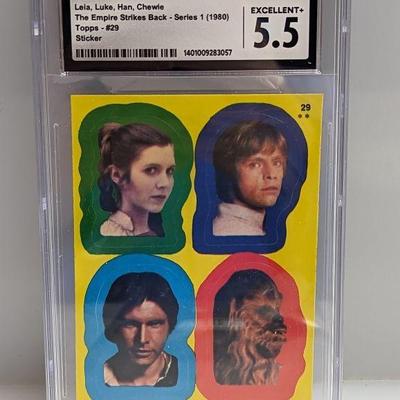 Leia, Luke, Han, Chewie
The Empire Strikes Back - Series 1 (1980)
Topps - #29
Sticker
EXCELLENT+
5.5
1401009283057
29
**